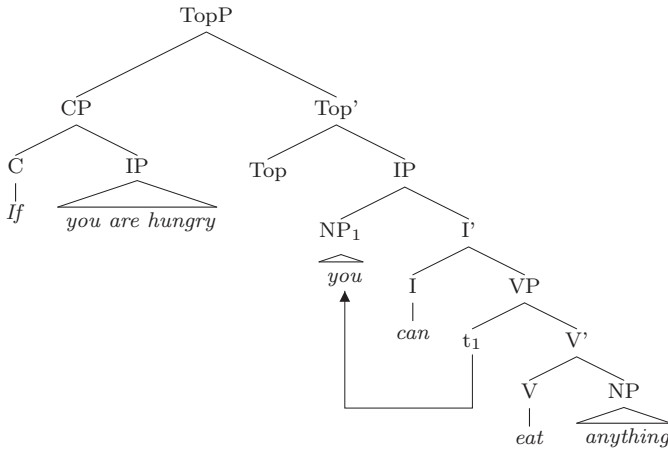 TopP
CP Top'
C IP Top IP
If you are hungry NP₁ I'
you I VP
can t₁ V'
V NP
eat anything